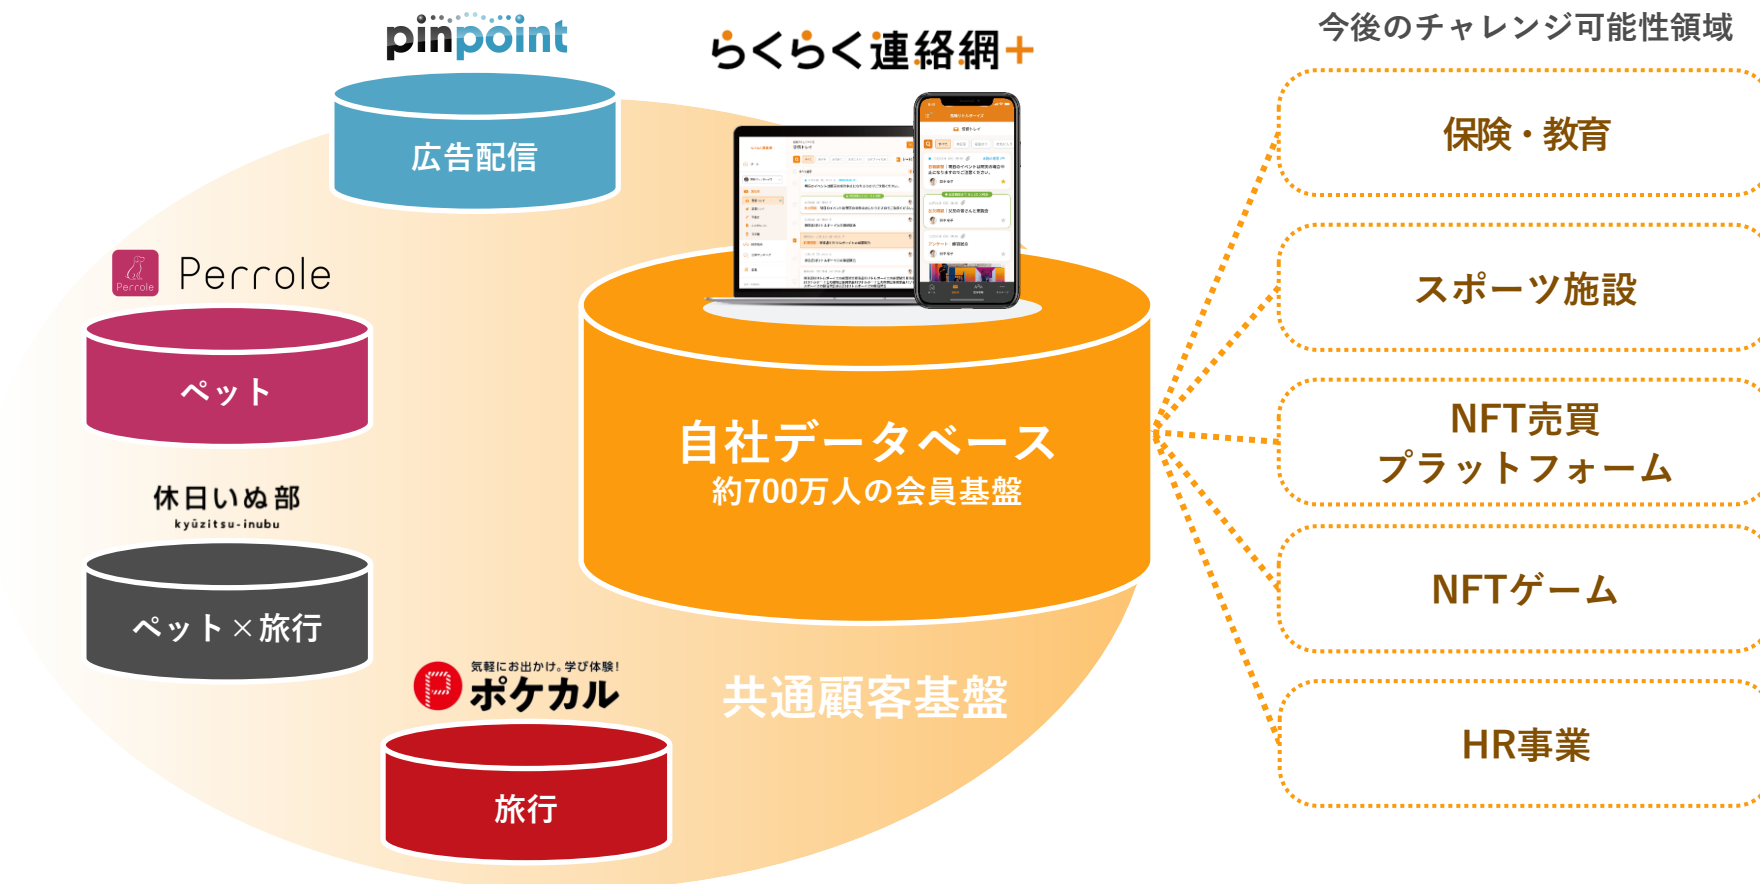 pinpoint
広告配信
らくらく連絡網+
Perrole
Perrole
ペット
休日いぬ部
kyūzitsu-inubu
ペット×旅行
気軽にお出かけ。学び体験!
ポケカル
旅行
自社データベース
約700万人の会員基盤
共通顧客基盤
今後のチャレンジ可能性領域
保険・教育
スポーツ施設
NFT売買
プラットフォーム
NFTゲーム
HR事業